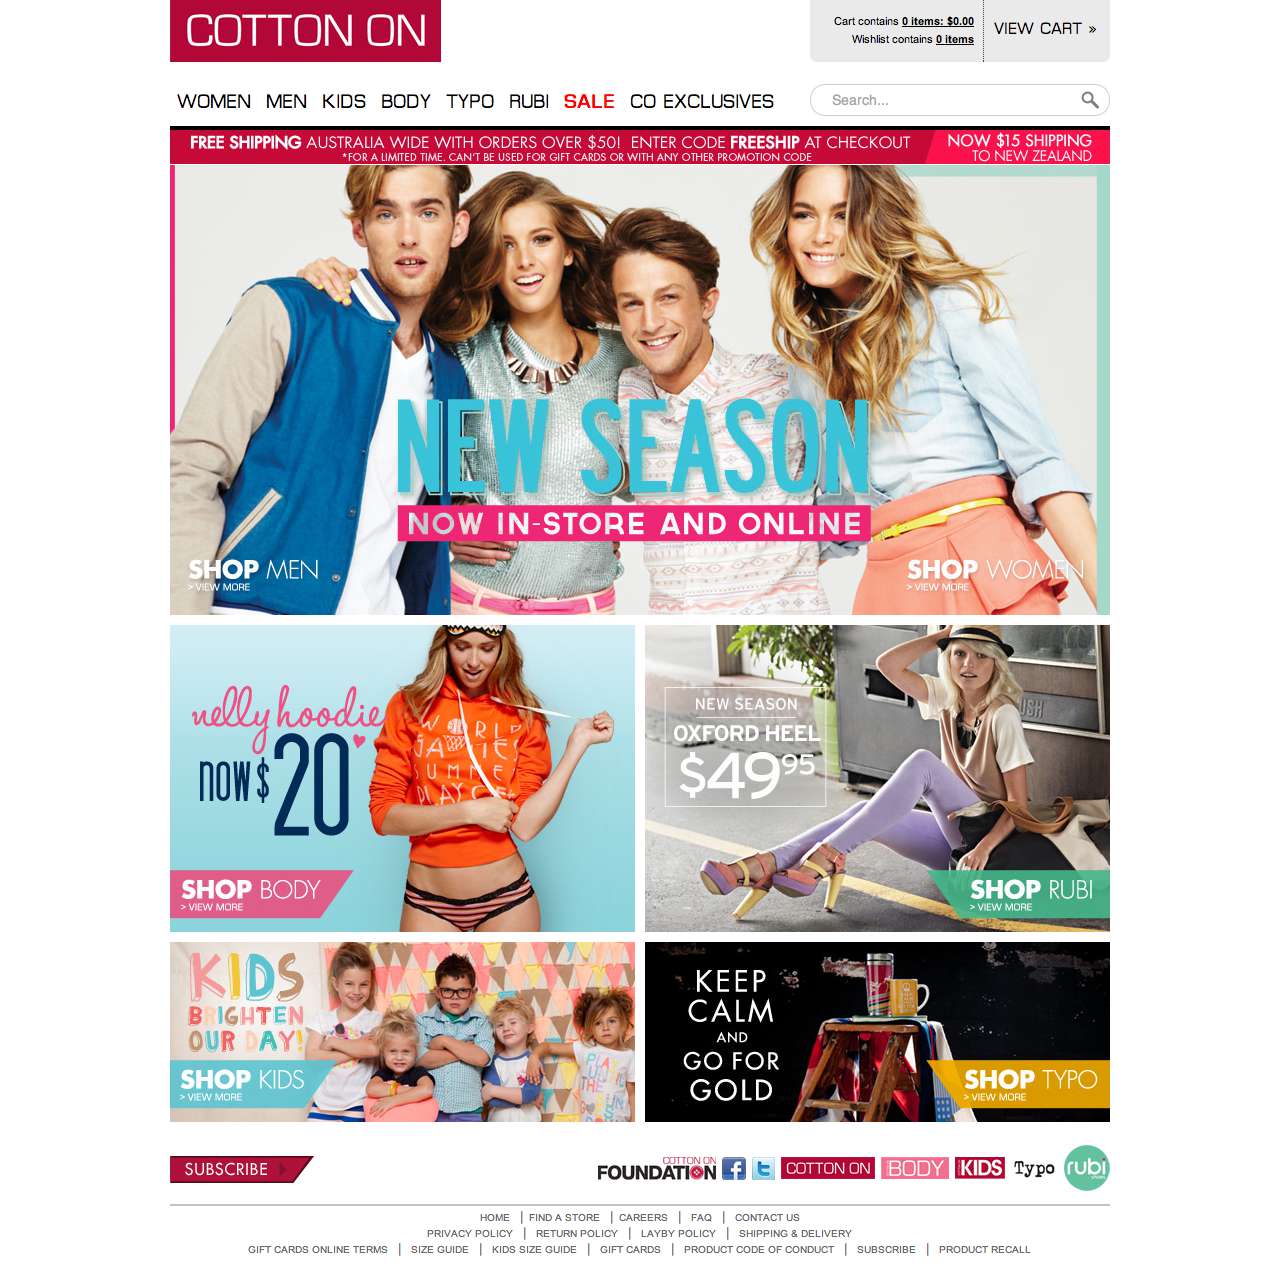 COTTON ON
Cart contains 0 items: $0.00
Wishlist contains 0 items
VIEW CART »
WOMEN MEN KIDS BODY TYPO RUBI SALE CO EXCLUSIVES
Search...
FREE SHIPPING AUSTRALIA WIDE WITH ORDERS OVER $50! ENTER CODE FREESHIP AT CHECKOUT
*FOR A LIMITED TIME. CAN'T BE USED FOR GIFT CARDS OR WITH ANY OTHER PROMOTION CODE
NOW $15 SHIPPING
TO NEW ZEALAND
NEW SEASON
NOW IN-STORE AND ONLINE
SHOP MEN
> VIEW MORE
SHOP WOMEN
> VIEW MORE
nelly hoodie
NOW $20
WORLD
GAMES
SUMMER
SHOP BODY
> VIEW MORE
NEW SEASON
OXFORD HEEL
$49.95
SHOP RUBI
> VIEW MORE
KIDS
BRIGHTEN
OUR DAY!
SHOP KIDS
> VIEW MORE
KEEP
CALM
AND
GO FOR
GOLD
SHOP TYPO
> VIEW MORE
SUBSCRIBE
COTTON ON
FOUNDATION
COTTON ON
BODY
KIDS
Typo
rubi
HOME | FIND A STORE | CAREERS | FAQ | CONTACT US
PRIVACY POLICY | RETURN POLICY | LAYBY POLICY | SHIPPING & DELIVERY
GIFT CARDS ONLINE TERMS | SIZE GUIDE | KIDS SIZE GUIDE | GIFT CARDS | PRODUCT CODE OF CONDUCT | SUBSCRIBE | PRODUCT RECALL